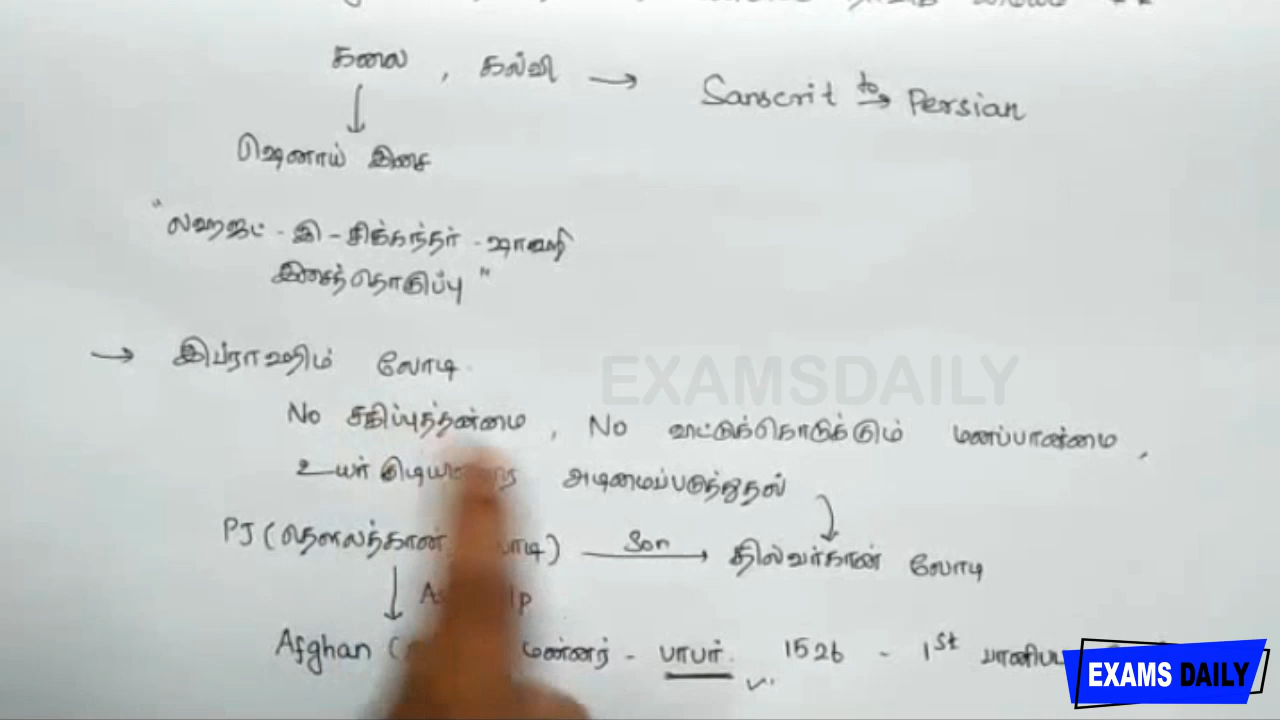 கலை , கல்வி → Sanscrit to → Persian
↓
ஷெனாய் இசை
"லஹஜட் - இ - சிக்கந்தர் - ஷாஹி
இசைத்தொகுப்பு"
→ இப்ராஹிம் லோடி
EXAMSDAILY
No சகிப்புத்தன்மை , No விட்டுக்கொடுக்கும் மனப்பான்மை ,
உயர் அடிமைப்படுத்துதல்
PJ ( தௌலத்கான் ) Son → தில்வர்கான் லோடி
↓
Afghan ( மன்னர் - பாபர். 1526 - 1st
EXAMS DAILY